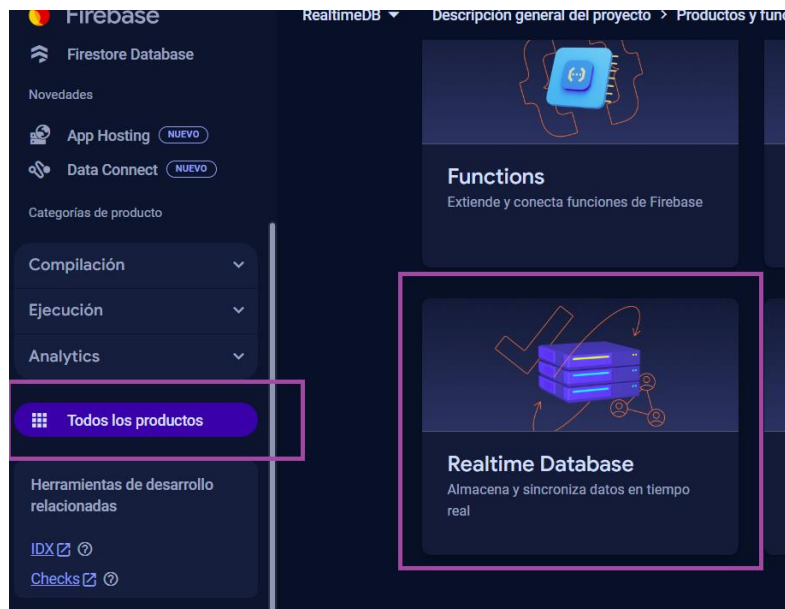 Firebase
Firestore Database
Novedades
App Hosting NUEVO
Data Connect NUEVO
Categorías de producto
Compilación
Ejecución
Analytics
Todos los productos
Herramientas de desarrollo
relacionadas
IDX
Checks
RealtimeDB
Descripción general del proyecto > Productos y
Functions
Extiende y conecta funciones de Firebase
Realtime Database
Almacena y sincroniza datos en tiempo
real